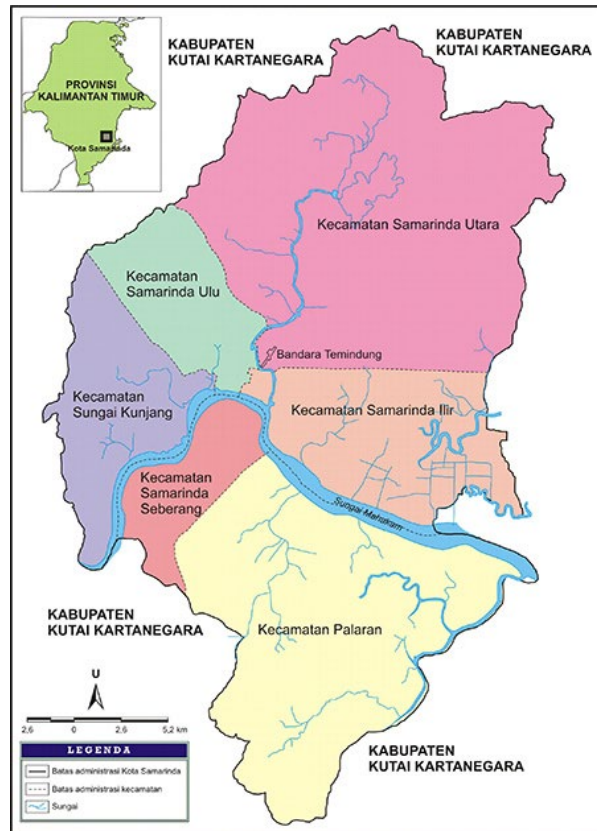 KABUPATEN
KUTAI KARTANEGARA
KABUPATEN
KUTAI KARTANEGARA
PROVINSI
KALIMANTAN TIMUR
Kota Samarinda
Kecamatan Samarinda Utara
Kecamatan
Samarinda Ulu
Bandara Temindung
Kecamatan
Sungai Kunjang
Kecamatan Samarinda Ilir
Kecamatan
Samarinda
Seberang
Sungai Mahakam
KABUPATEN
KUTAI KARTANEGARA
Kecamatan Palaran
U
2,6 0 2,6 5,2 km
KABUPATEN
KUTAI KARTANEGARA
LEGENDA
Batas administrasi Kota Samarinda
Batas administrasi kecamatan
Sungai